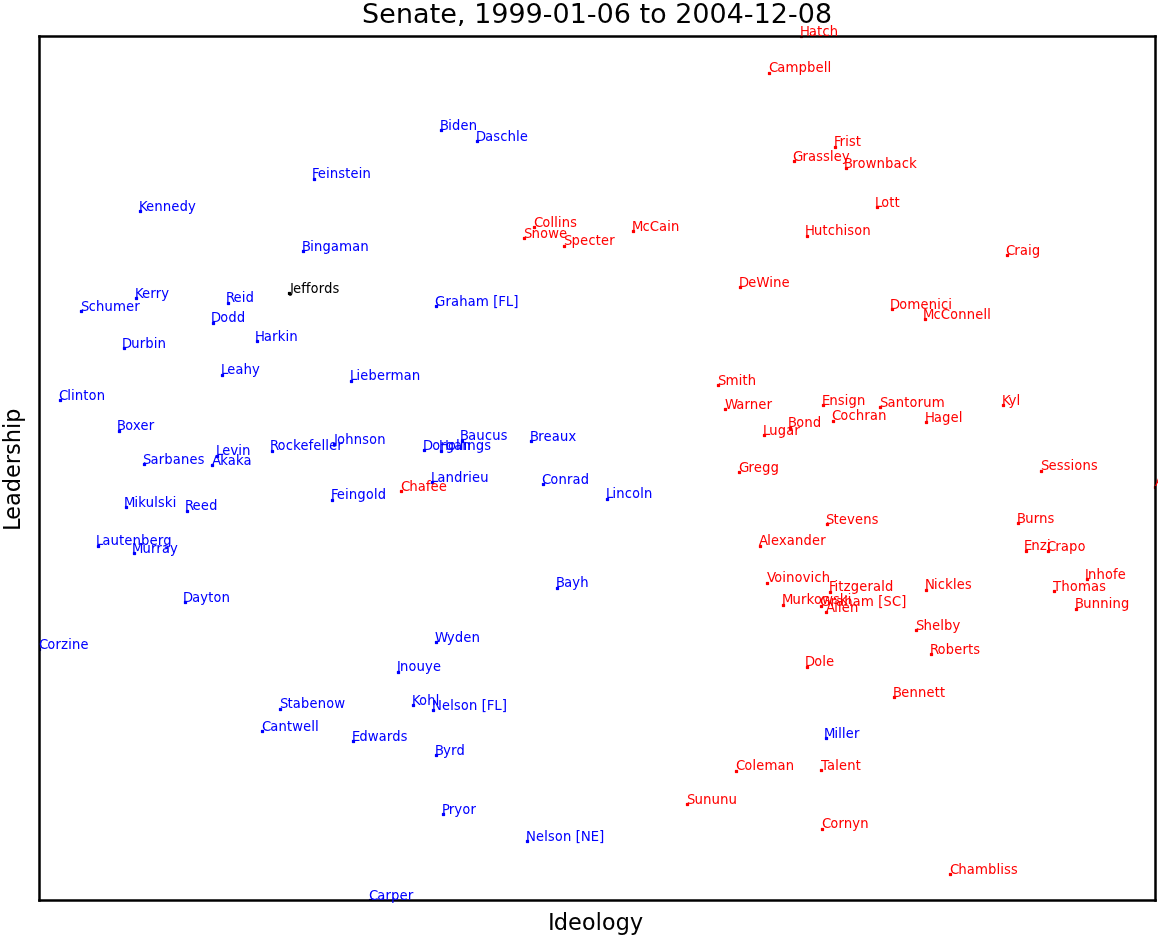 Senate, 1999-01-06 to 2004-12-08
Hatch
Campbell
Biden
Daschle
Frist
Grassley
Brownback
Feinstein
Kennedy
Lott
Collins
McCain
Snowe
Hutchison
Specter
Bingaman
Craig
DeWine
Jeffords
Kerry
Reid
Graham [FL]
Domenici
Schumer
McConnell
Dodd
Harkin
Durbin
Leahy
Lieberman
Smith
Clinton
Ensign
Kyl
Santorum
Warner
Cochran
Hagel
Bond
Boxer
Lugar
Baucus
Breaux
Johnson
Rockefeller
Dorgan
Hollings
Levin
Sarbanes
Akaka
Sessions
Gregg
Landrieu
Conrad
Chafee
Feingold
Lincoln
Mikulski
Reed
Burns
Stevens
Lautenberg
Alexander
Murray
Enzi
Crapo
Inhofe
Voinovich
Bayh
Nickles
Fitzgerald
Thomas
Dayton
Murkowski
Graham [SC]
Bunning
Allen
Shelby
Wyden
Corzine
Roberts
Dole
Inouye
Bennett
Kohl
Stabenow
Nelson [FL]
Cantwell
Miller
Edwards
Byrd
Coleman
Talent
Sununu
Pryor
Cornyn
Nelson [NE]
Chambliss
Carper
Leadership
Ideology